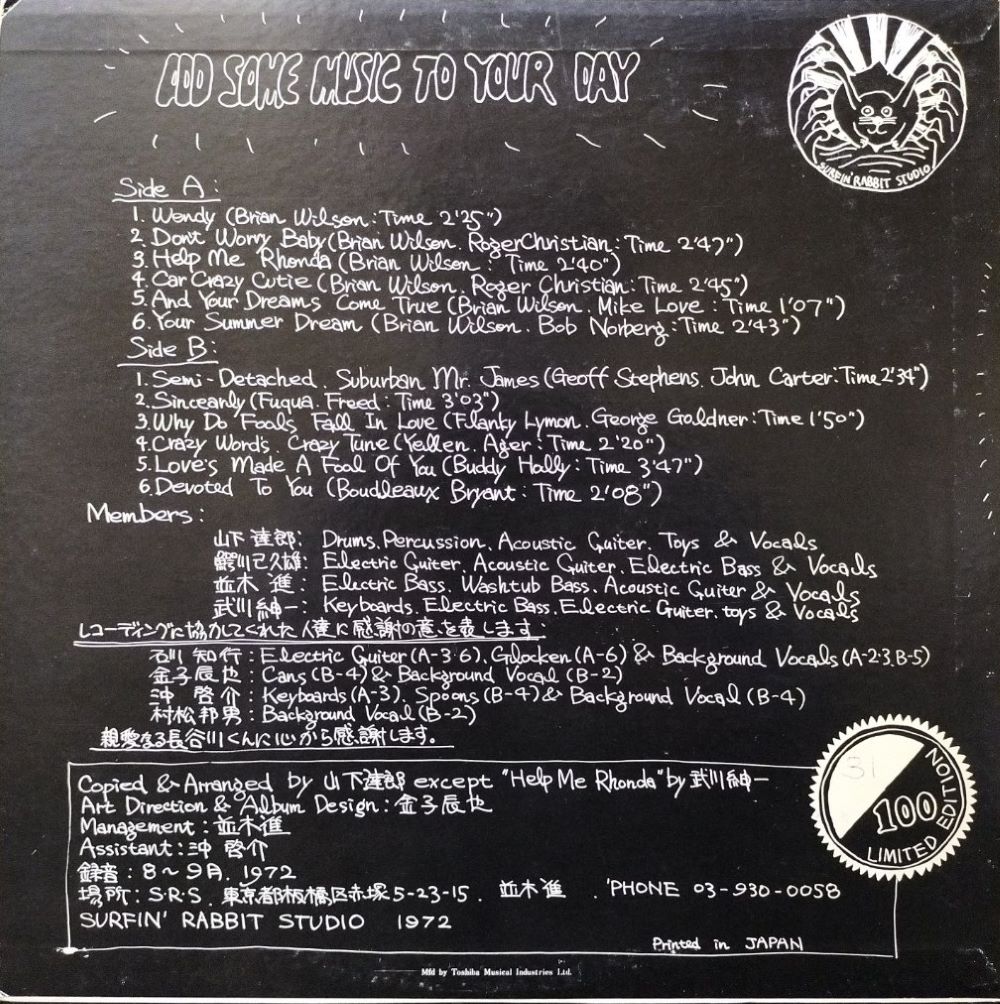 ADD SOME MUSIC TO YOUR DAY
SURFIN' RABBIT STUDIO
Side A:
1. Wendy (Brian Wilson: Time 2'25")
2. Don't Worry Baby (Brian Wilson. Roger Christian: Time 2'47")
3. Help Me Rhonda (Brian Wilson: Time 2'40")
4. Car Crazy Cutie (Brian Wilson. Roger Christian: Time 2'45")
5. And Your Dreams Come True (Brian Wilson. Mike Love: Time 1'07")
6. Your Summer Dream (Brian Wilson. Bob Norberg: Time 2'43")
Side B:
1. Semi-Detached. Suburban Mr. James (Geoff Stephens. John Carter: Time 2'34")
2. Sincearly (Fuqua. Freed: Time 3'03")
3. Why Do Fools Fall In Love (Flanky Lymon. George Goldner: Time 1'50")
4. Crazy Words. Crazy Tune (Yellen. Ager: Time 2'20")
5. Love's Made A Fool Of You (Buddy Holly: Time 3'47")
6. Devoted To You (Boudleaux Bryant: Time 2'08")
Members:
山下達郎: Drums. Percussion. Acoustic Guiter. Toys & Vocals
鰐川己久雄: Electric Guiter. Acoustic Guiter. Electric Bass & Vocals
並木進: Electric Bass. Washtub Bass. Acoustic Guiter & Vocals
武川紳一: Keyboards. Electric Bass. Electric Guiter. toys & Vocals
レコーディングに協力してくれた人達に感謝の意を表します.
石川知行: Electric Guiter (A-3・6). Glocken (A-6) & Background Vocals (A-2・3. B-5)
金子辰也: Cans (B-4) & Background Vocal (B-2)
沖啓介: Keyboards (A-3). Spoons (B-4) & Background Vocal (B-4)
村松邦男: Background Vocal (B-2)
親愛なる長谷川くんに心から感謝します。
Copied & Arranged by 山下達郎 except "Help Me Rhonda" by 武川紳一
Art Direction & Album Design: 金子辰也
Management: 並木進
Assistant: 沖啓介
録音: 8〜9月. 1972
場所: S・R・S. 東京都板橋区赤塚5-23-15. 並木進 .PHONE 03-930-0058
SURFIN' RABBIT STUDIO 1972
Printed in JAPAN
31
100
LIMITED EDITION
Mfd by Toshiba Musical Industries Ltd.